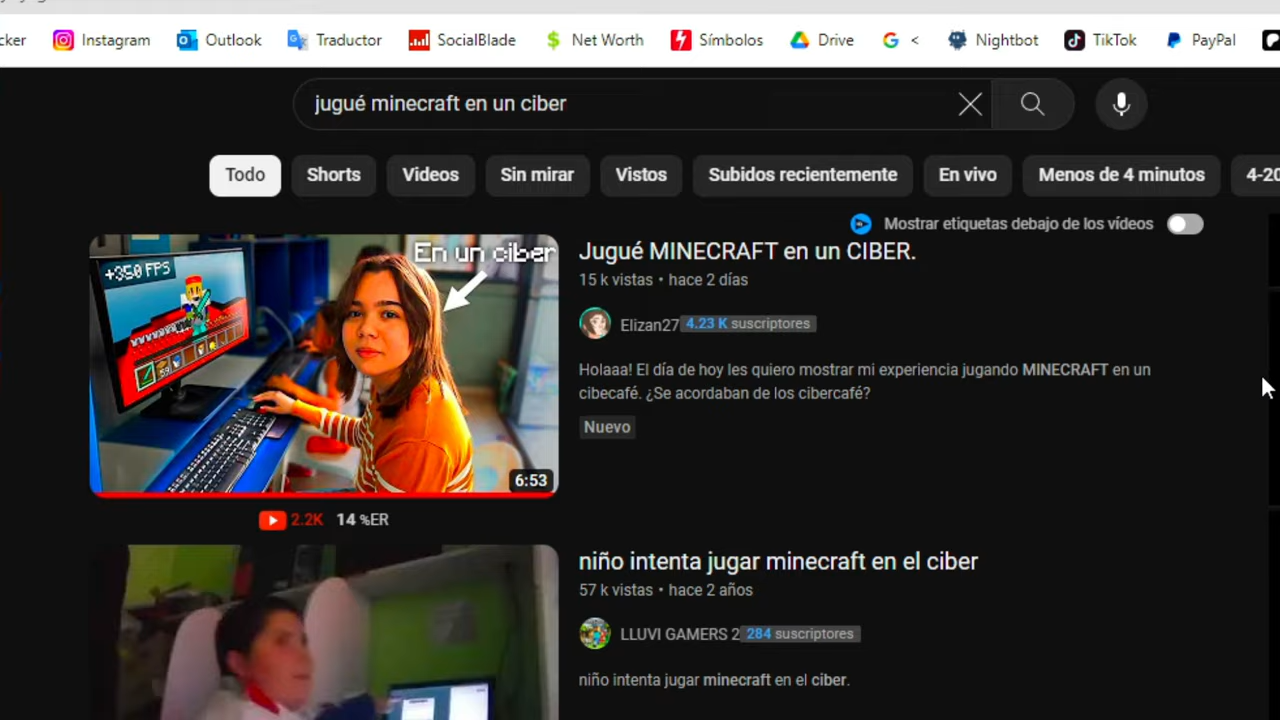 cker Instagram Outlook Traductor SocialBlade Net Worth Símbolos Drive < Nightbot TikTok PayPal
jugué minecraft en un ciber
Todo Shorts Videos Sin mirar Vistos Subidos recientemente En vivo Menos de 4 minutos 4-20
Mostrar etiquetas debajo de los vídeos
En un ciber
+350 FPS
6:53
Jugué MINECRAFT en un CIBER.
15 k vistas • hace 2 días
Elizan27 4.23 K suscriptores
Holaaa! El día de hoy les quiero mostrar mi experiencia jugando MINECRAFT en un
cibecafé. ¿Se acordaban de los cibercafé?
Nuevo
2.2K 14 %ER
niño intenta jugar minecraft en el ciber
57 k vistas • hace 2 años
LLUVI GAMERS 2 284 suscriptores
niño intenta jugar minecraft en el ciber.